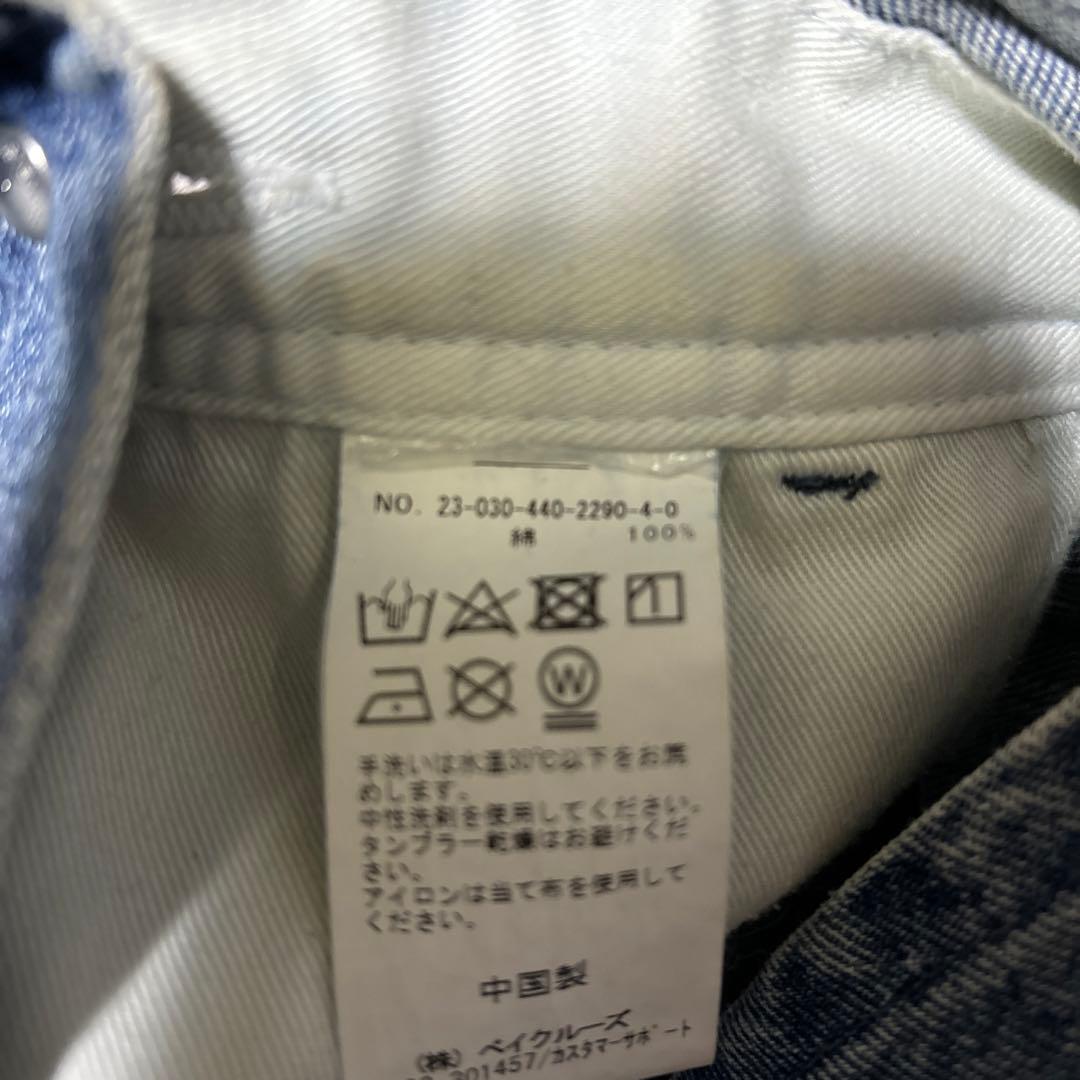 NO. 23-030-440-2290-4-0
綿 100%
W
手洗いは水温30℃以下をお薦
めします。
中性洗剤を使用してください。
タンブラー乾燥はお避けくだ
さい。
アイロンは当て布を使用して
ください。
中国製
(株) ベイクルーズ
301457/カスタマーサポート